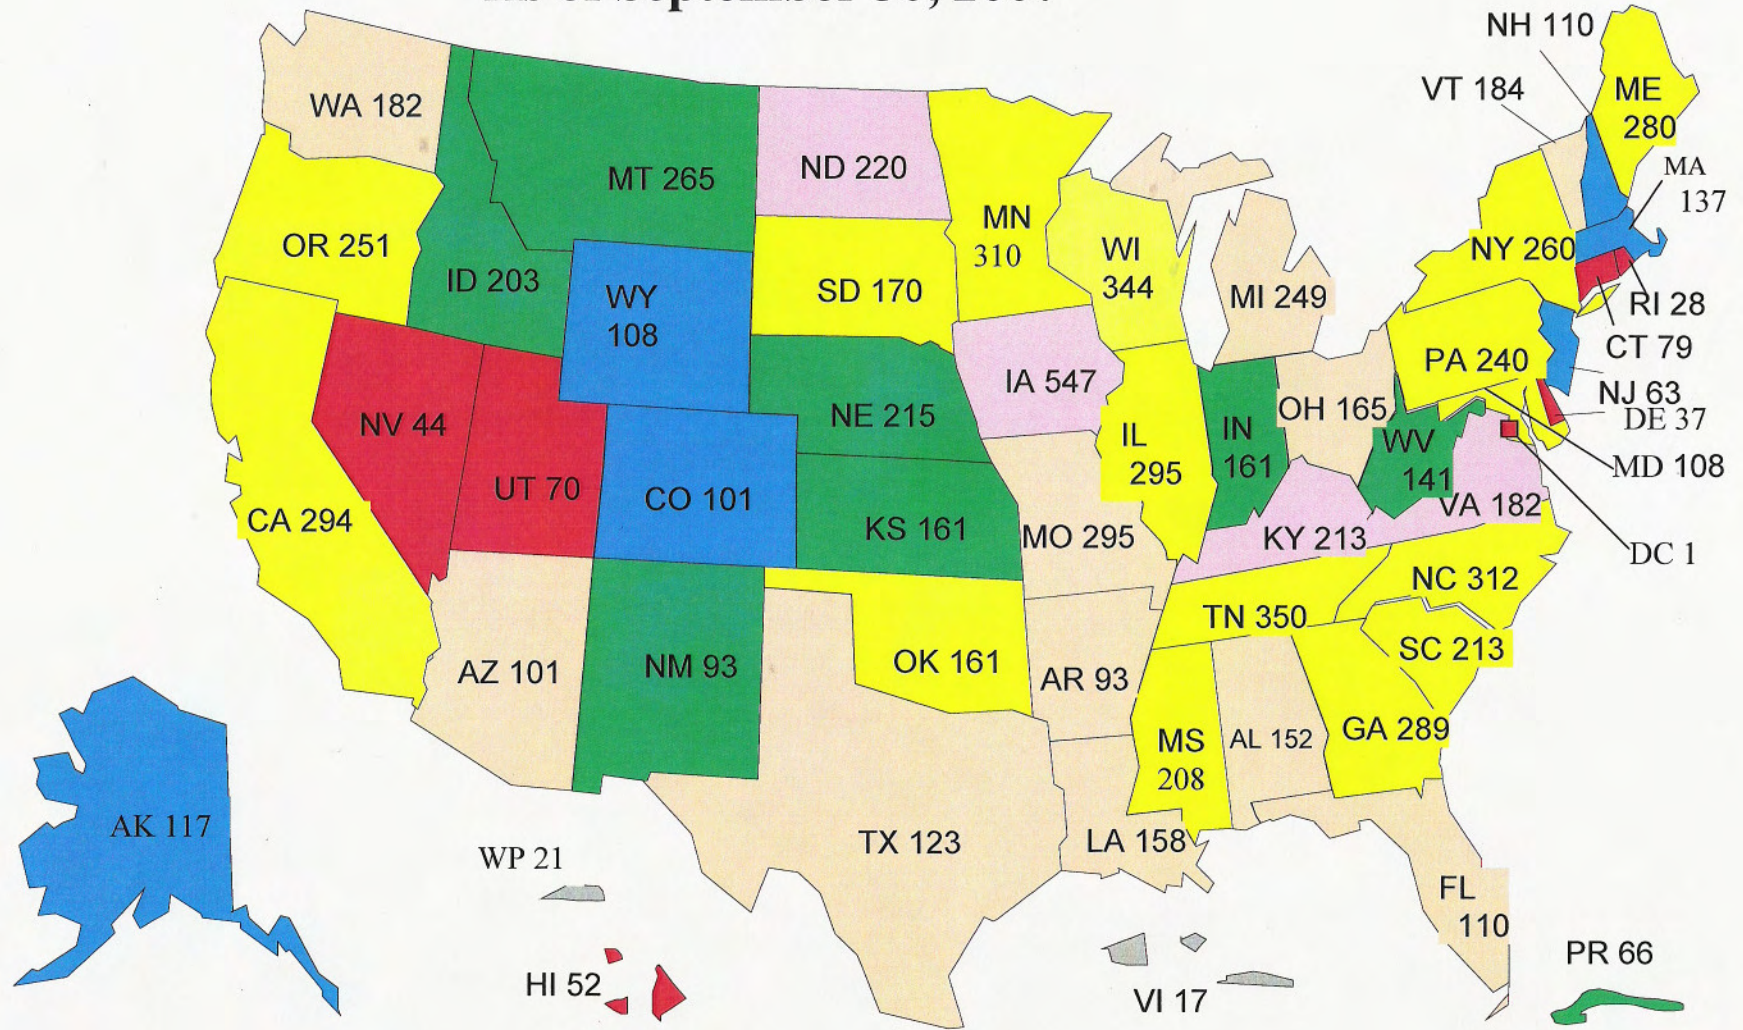 NH 110
VT 184
ME
280
WA 182
MA
137
ND 220
MT 265
MN
310
OR 251
WI
344
NY 260
ID 203
SD 170
MI 249
RI 28
WY
108
CT 79
PA 240
NJ 63
IA 547
DE 37
NE 215
OH 165
NV 44
IN
161
WV
141
IL
295
MD 108
UT 70
CO 101
VA 182
CA 294
KS 161
MO 295
KY 213
DC 1
NC 312
TN 350
SC 213
AZ 101
NM 93
OK 161
AR 93
GA 289
MS
208
AL 152
AK 117
TX 123
LA 158
WP 21
FL
110
PR 66
HI 52
VI 17